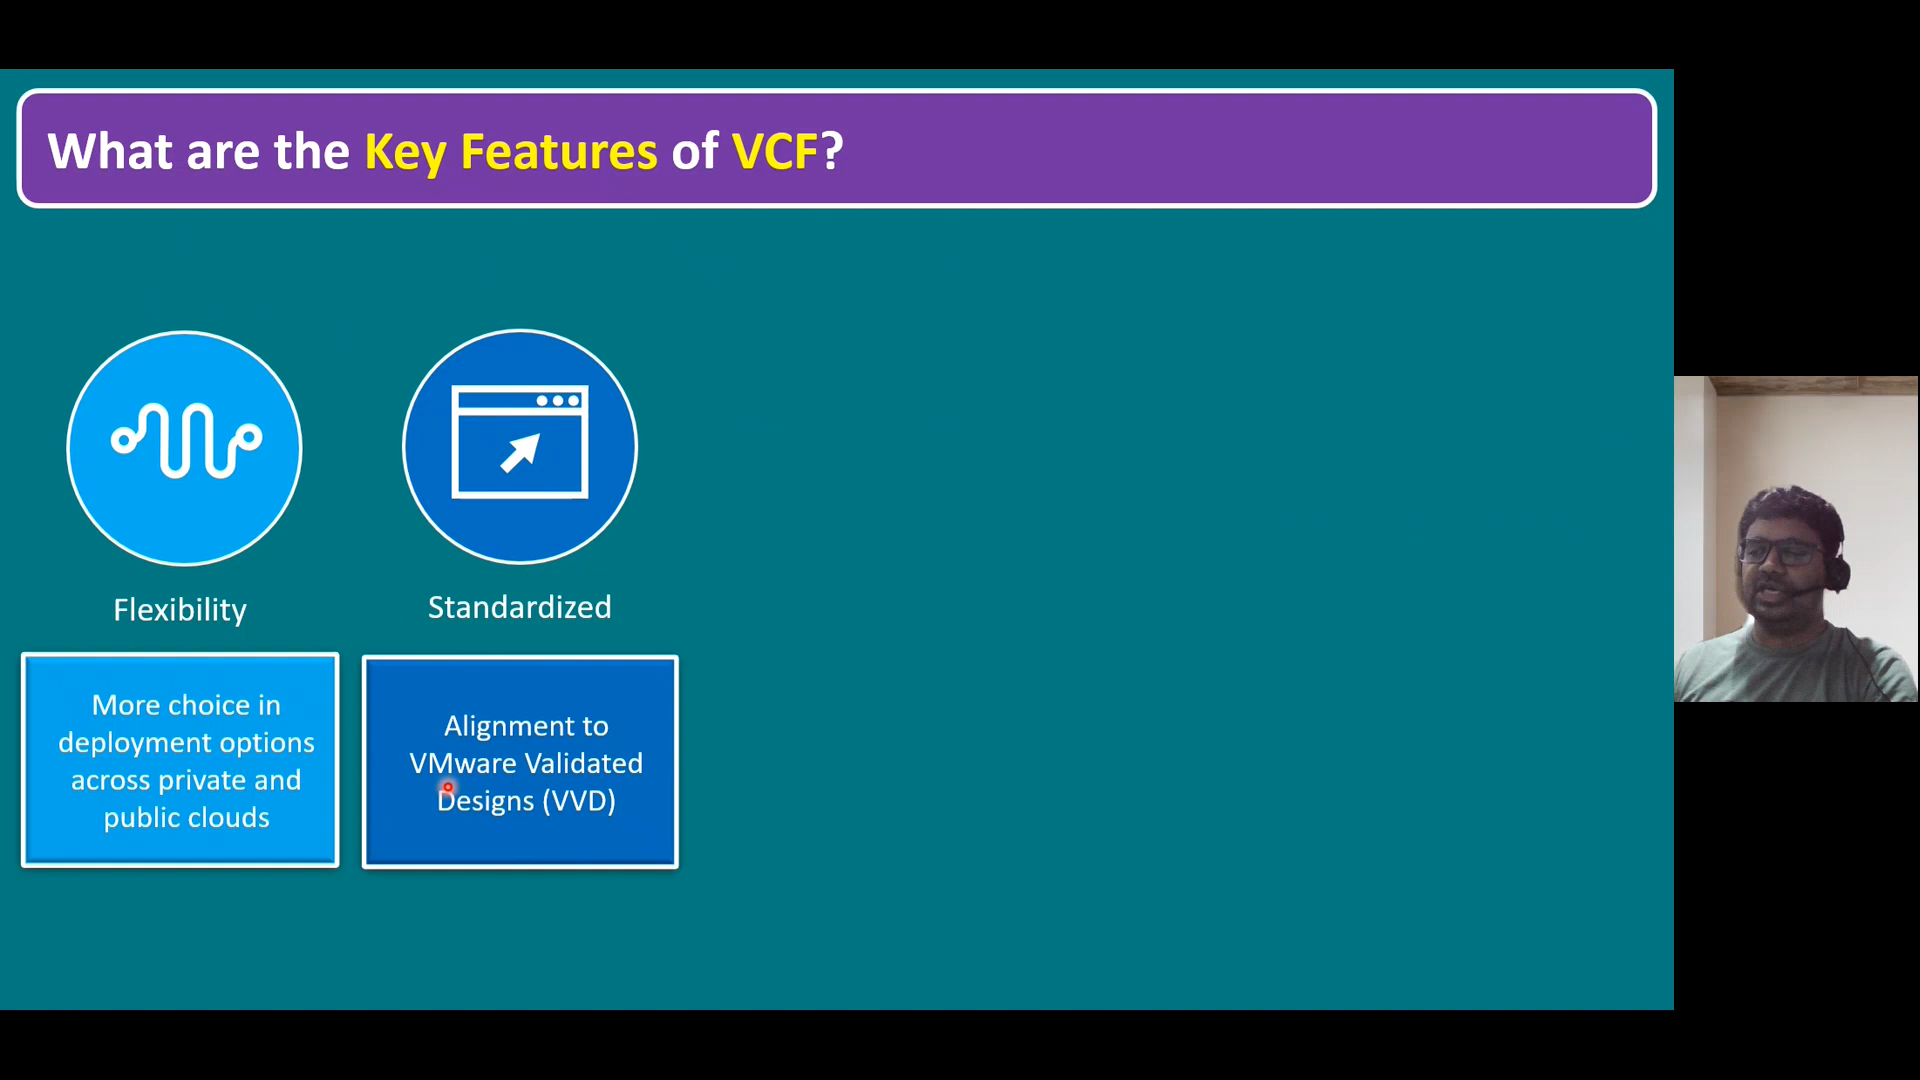 What are the Key Features of VCF?
Flexibility
Standardized
More choice in
deployment options
across private and
public clouds
Alignment to
VMware Validated
Designs (VVD)